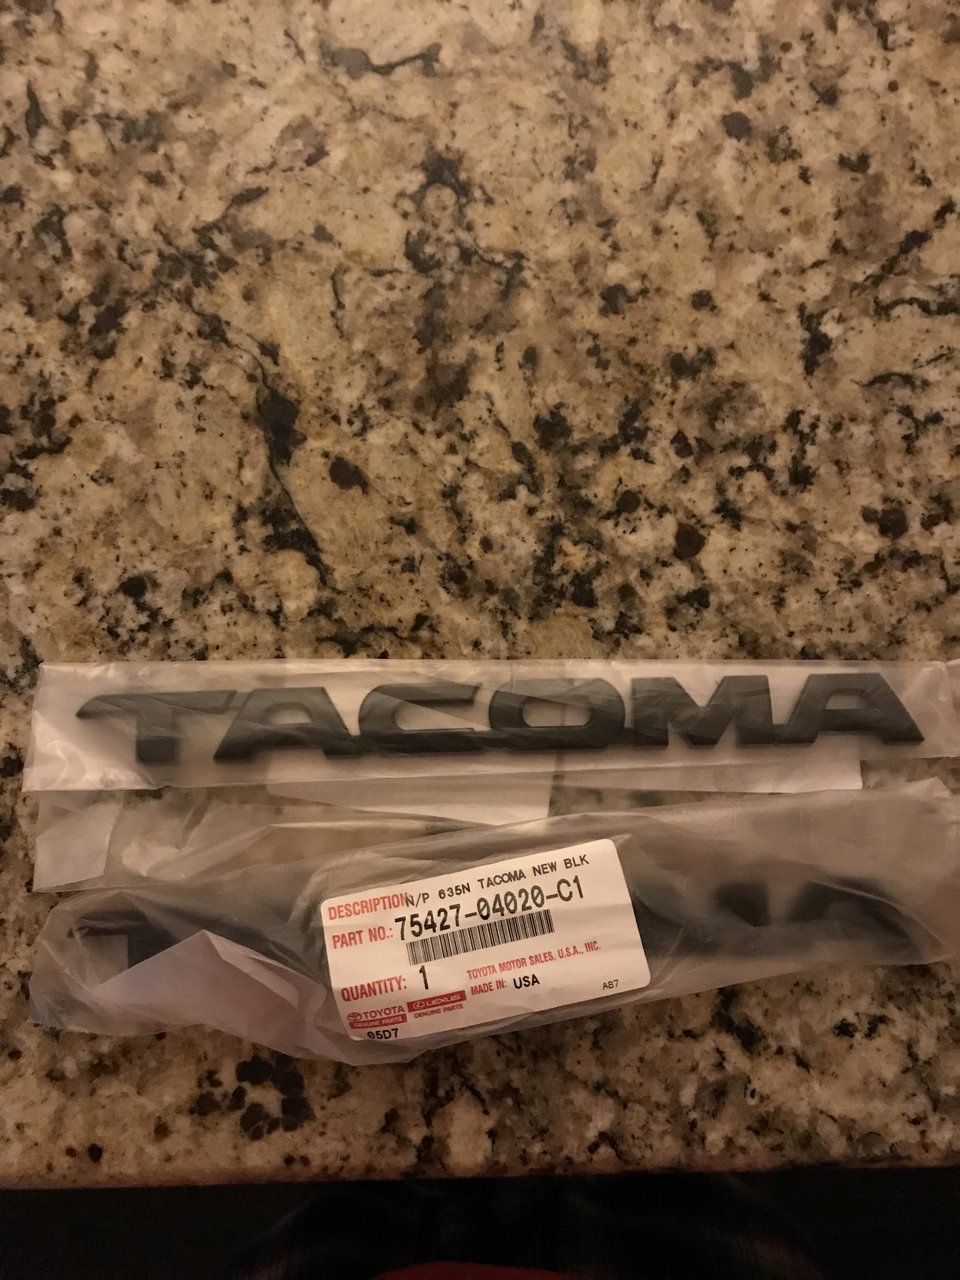 TACOMA
DESCRIPTION N/P 635N TACOMA NEW BLK
PART NO.: 75427-04020-C1
QUANTITY: 1
TOYOTA MOTOR SALES, U.S.A., INC.
MADE IN: USA
A87
TOYOTA
GENUINE PARTS
LEXUS
GENUINE PARTS
05D7